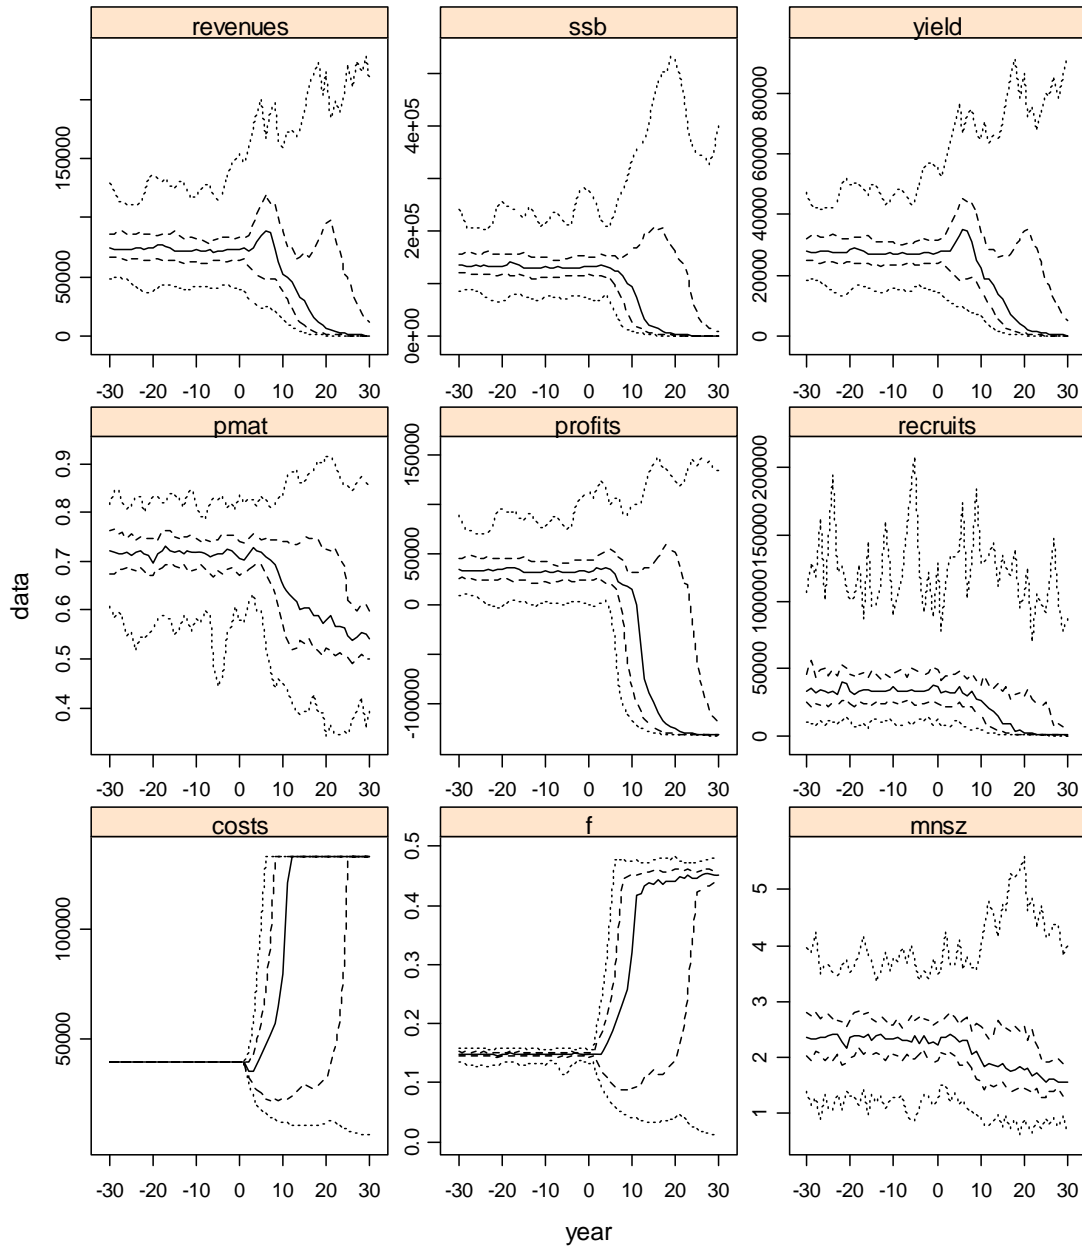 revenues ssb yield
0 50000 150000
0e+00 2e+05 4e+05
0 20000 40000 60000 80000
-30 -20 -10 0 10 20 30
-30 -20 -10 0 10 20 30
-30 -20 -10 0 10 20 30
pmat profits recruits
0.4 0.5 0.6 0.7 0.8 0.9
-100000 0 50000 150000
0 50000 100000 150000 200000
-30 -20 -10 0 10 20 30
-30 -20 -10 0 10 20 30
-30 -20 -10 0 10 20 30
data
costs f mnsz
50000 100000
0.0 0.1 0.2 0.3 0.4 0.5
1 2 3 4 5
-30 -20 -10 0 10 20 30
-30 -20 -10 0 10 20 30
-30 -20 -10 0 10 20 30
year